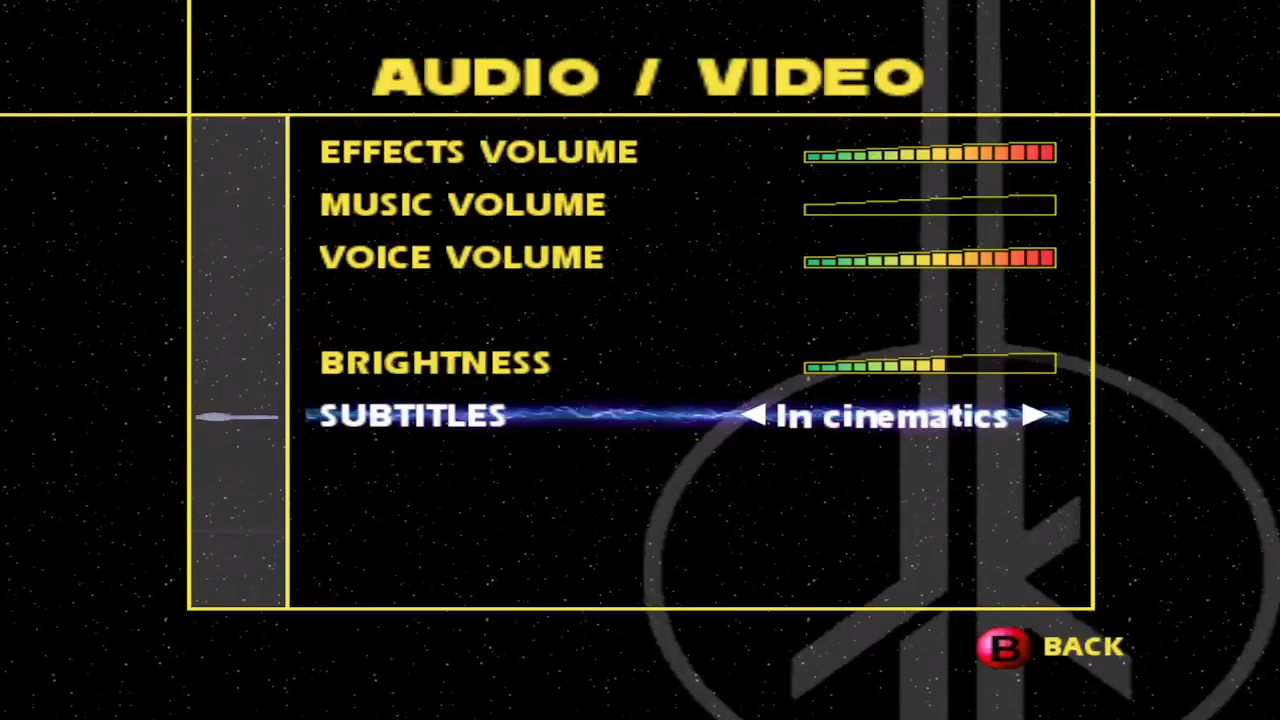 AUDIO / VIDEO
EFFECTS VOLUME
MUSIC VOLUME
VOICE VOLUME
BRIGHTNESS
SUBTITLES In cinematics
B BACK